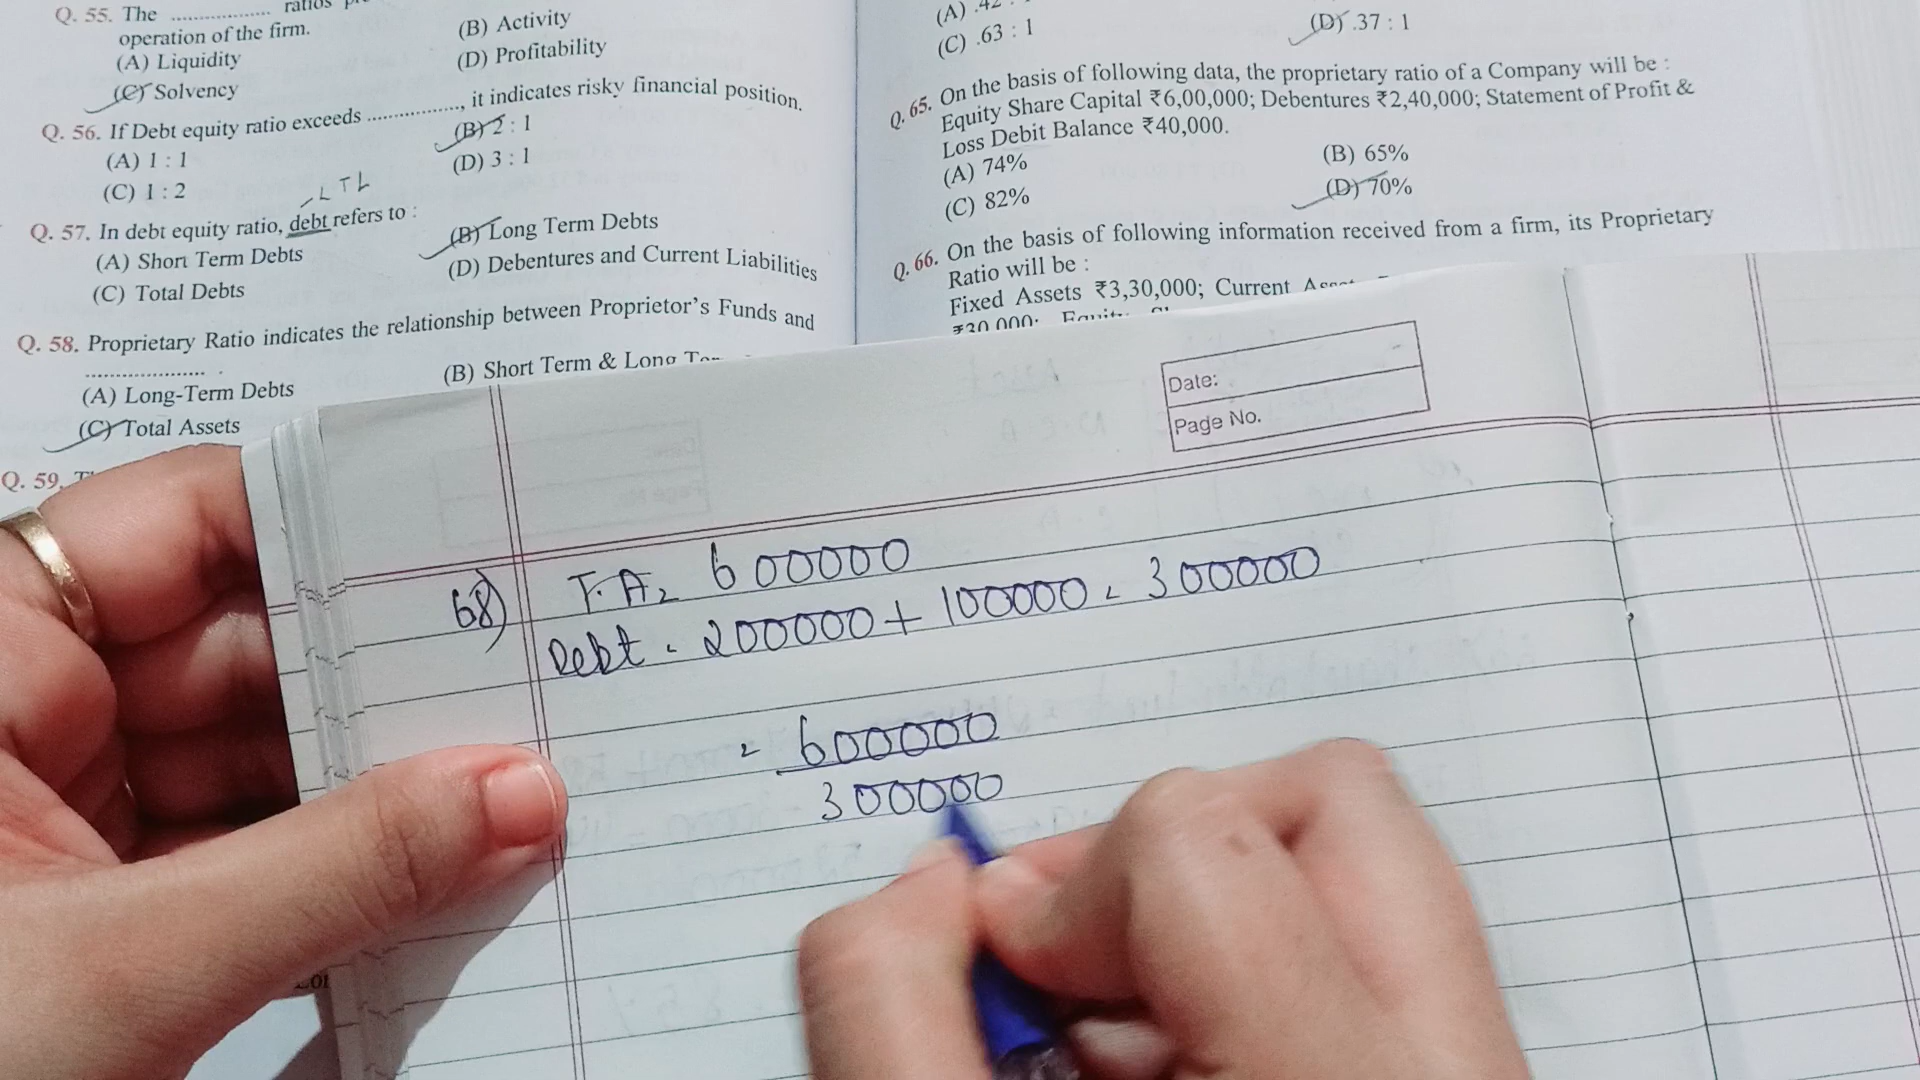 Q. 55. The .................. ratios
operation of the firm.
(A) Liquidity
(B) Activity
(C) Solvency
(D) Profitability
Q. 56. If Debt equity ratio exceeds .................., it indicates risky financial position.
(A) 1 : 1
(B) 2 : 1
(C) 1 : 2
(D) 3 : 1
LTL
Q. 57. In debt equity ratio, debt refers to :
(A) Short Term Debts
(B) Long Term Debts
(C) Total Debts
(D) Debentures and Current Liabilities
Q. 58. Proprietary Ratio indicates the relationship between Proprietor's Funds and
..................... .
(A) Long-Term Debts
(B) Short Term & Long
(C) Total Assets
Q. 59.
(A) .42
(C) .63 : 1
(D) .37 : 1
Q. 65. On the basis of following data, the proprietary ratio of a Company will be :
Equity Share Capital ₹6,00,000; Debentures ₹2,40,000; Statement of Profit &
Loss Debit Balance ₹40,000.
(A) 74%
(B) 65%
(C) 82%
(D) 70%
Q. 66. On the basis of following information received from a firm, its Proprietary
Ratio will be :
Fixed Assets ₹3,30,000; Current
Date:
Page No.
68) T.A = 600000
Debt = 200000 + 100000 = 300000
= 600000
300000